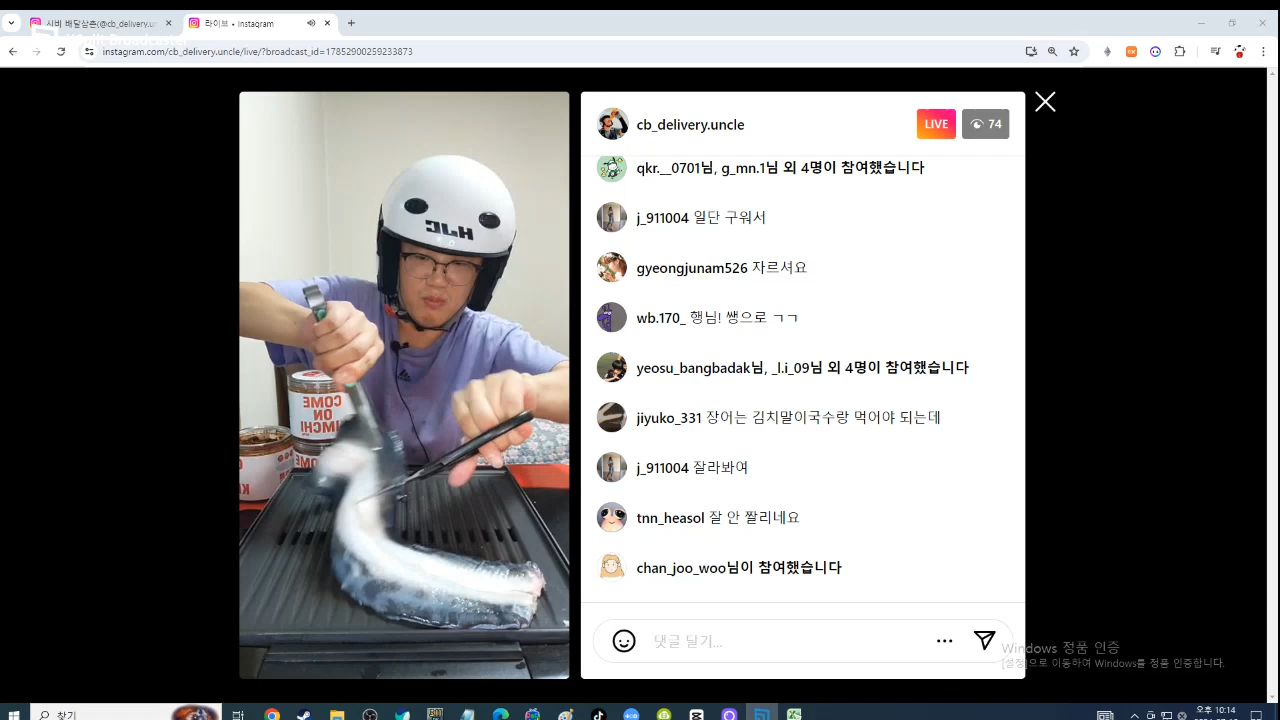 시배 배달삼촌(@cb_delivery.un
라이브 • Instagram
instagram.com/cb_delivery.uncle/live/?broadcast_id=17852900259233873
cb_delivery.uncle
LIVE
74
qkr.__0701님, g_mn.1님 외 4명이 참여했습니다
j_911004 일단 구워서
gyeongjunam526 자르셔요
wb.170_ 행님! 쌩으로 ㄱㄱ
yeosu_bangbadak님, _l.i_09님 외 4명이 참여했습니다
jiyuko_331 장어는 김치말이국수랑 먹어야 되는데
j_911004 잘라봐여
tnn_heasol 잘 안 짤리네요
chan_joo_woo님이 참여했습니다
댓글 달기...
Windows 정품 인증
[설정]으로 이동하여 Windows를 정품 인증합니다.
HJC
COME
ON
KIMCHI
찾기
오후 10:14